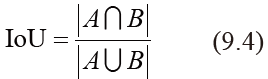 IoU = |A ⋂ B| / |A ⋃ B| (9.4)